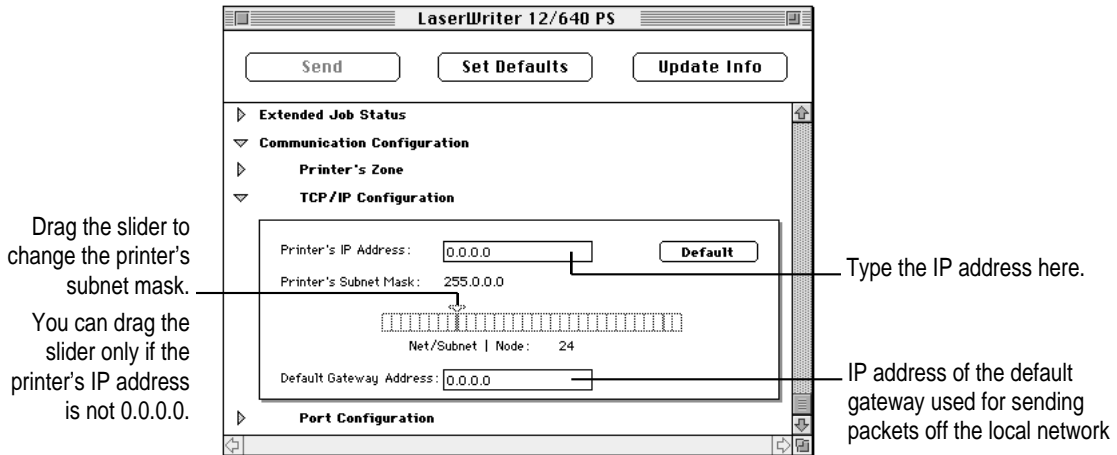 LaserWriter 12/640 PS
Send
Set Defaults
Update Info
Extended Job Status
Communication Configuration
Printer's Zone
TCP/IP Configuration
Printer's IP Address:
0.0.0.0
Default
Printer's Subnet Mask:
255.0.0.0
Net/Subnet | Node:
24
Default Gateway Address:
0.0.0.0
Port Configuration
Drag the slider to
change the printer’s
subnet mask.
You can drag the
slider only if the
printer’s IP address
is not 0.0.0.0.
Type the IP address here.
IP address of the default
gateway used for sending
packets off the local network